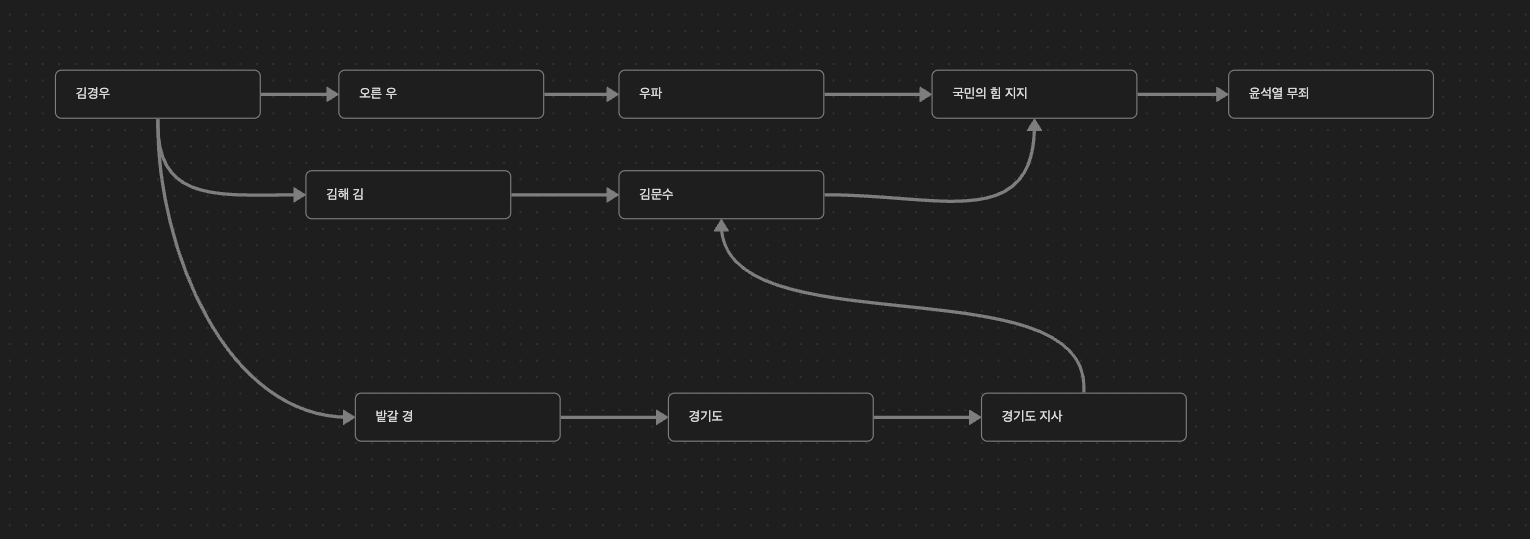 김경우
오른 우
우파
국민의 힘 지지
윤석열 무죄
김해 김
김문수
밭갈 경
경기도
경기도 지사